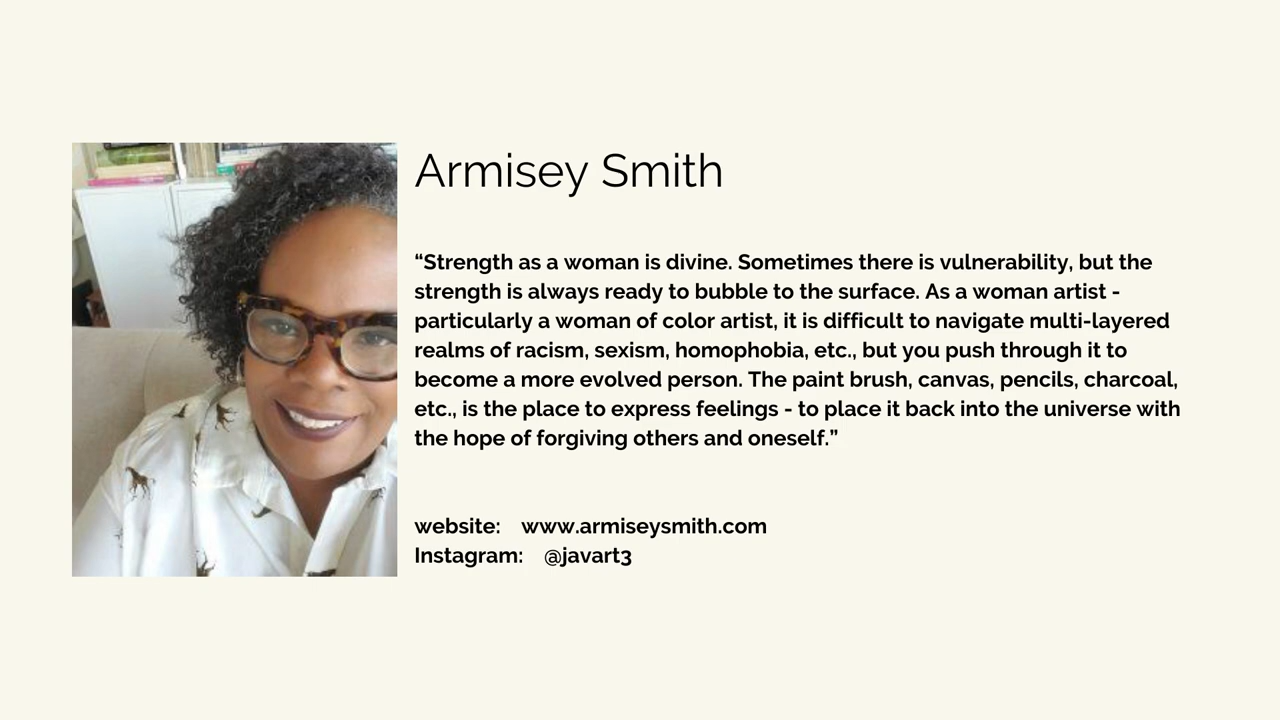 Armisey Smith
“Strength as a woman is divine. Sometimes there is vulnerability, but the
strength is always ready to bubble to the surface. As a woman artist -
particularly a woman of color artist, it is difficult to navigate multi-layered
realms of racism, sexism, homophobia, etc., but you push through it to
become a more evolved person. The paint brush, canvas, pencils, charcoal,
etc., is the place to express feelings - to place it back into the universe with
the hope of forgiving others and oneself.”
website: www.armiseysmith.com
Instagram: @javart3